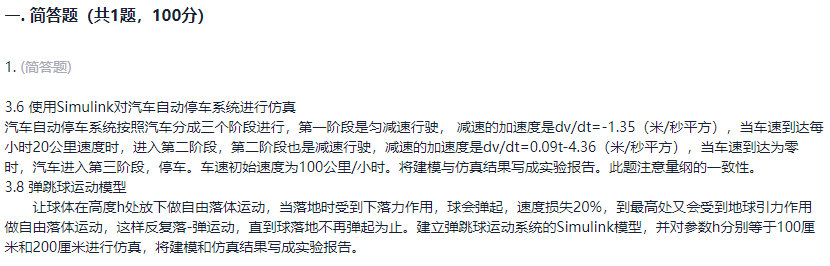 一. 简答题（共1题，100分）
1. (简答题)
3.6 使用Simulink对汽车自动停车系统进行仿真
汽车自动停车系统按照汽车分成三个阶段进行，第一阶段是匀减速行驶， 减速的加速度是dv/dt=-1.35（米/秒平方），当车速到达每
小时20公里速度时，进入第二阶段，第二阶段也是减速行驶，减速的加速度是dv/dt=0.09t-4.36（米/秒平方），当车速到达为零
时，汽车进入第三阶段，停车。车速初始速度为100公里/小时。将建模与仿真结果写成实验报告。此题注意量纲的一致性。
3.8 弹跳球运动模型
让球体在高度h处放下做自由落体运动，当落地时受到下落力作用，球会弹起，速度损失20%，到最高处又会受到地球引力作用
做自由落体运动，这样反复落-弹运动，直到球落地不再弹起为止。建立弹跳球运动系统的Simulink模型，并对参数h分别等于100厘
米和200厘米进行仿真，将建模和仿真结果写成实验报告。